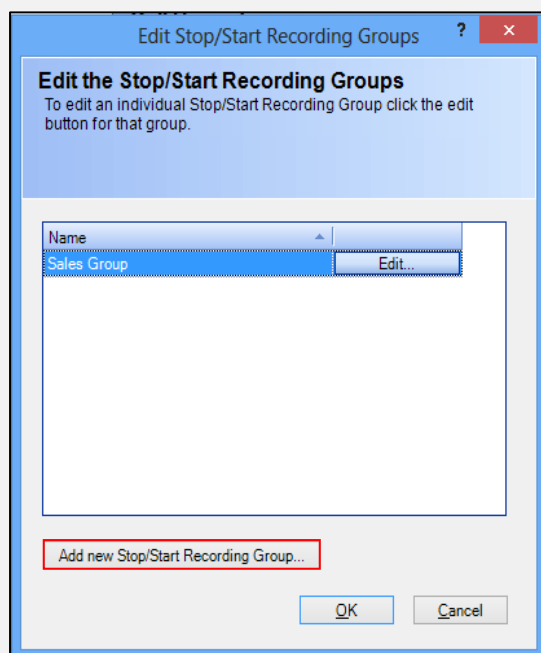 Edit Stop/Start Recording Groups ? ×
Edit the Stop/Start Recording Groups
To edit an individual Stop/Start Recording Group click the edit
button for that group.
Name
Sales Group Edit...
Add new Stop/Start Recording Group...
OK Cancel